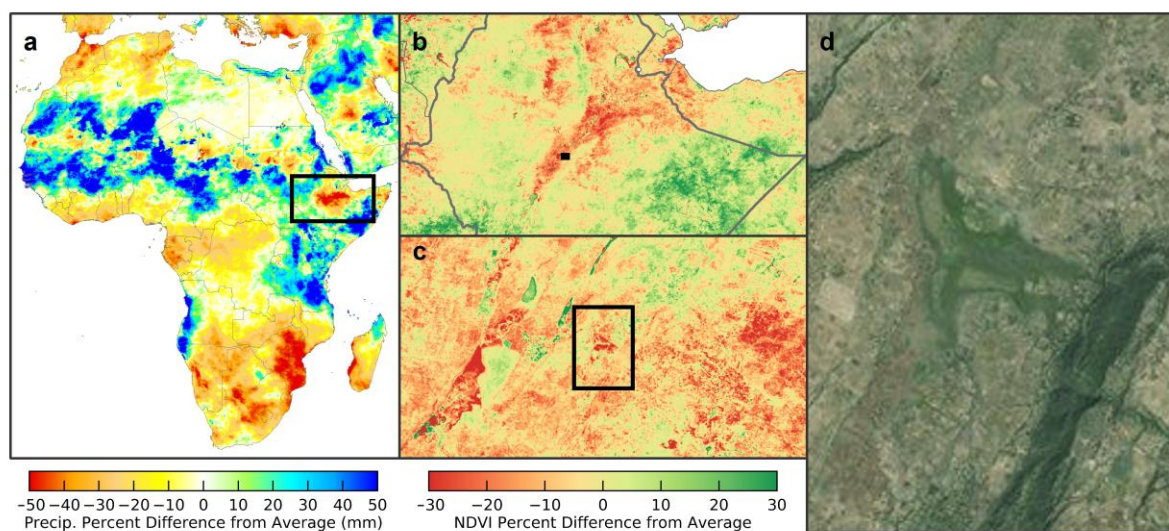 a
b
c
d
−50 −40 −30 −20 −10 0 10 20 30 40 50
Precip. Percent Difference from Average (mm)
−30 −20 −10 0 10 20 30
NDVI Percent Difference from Average